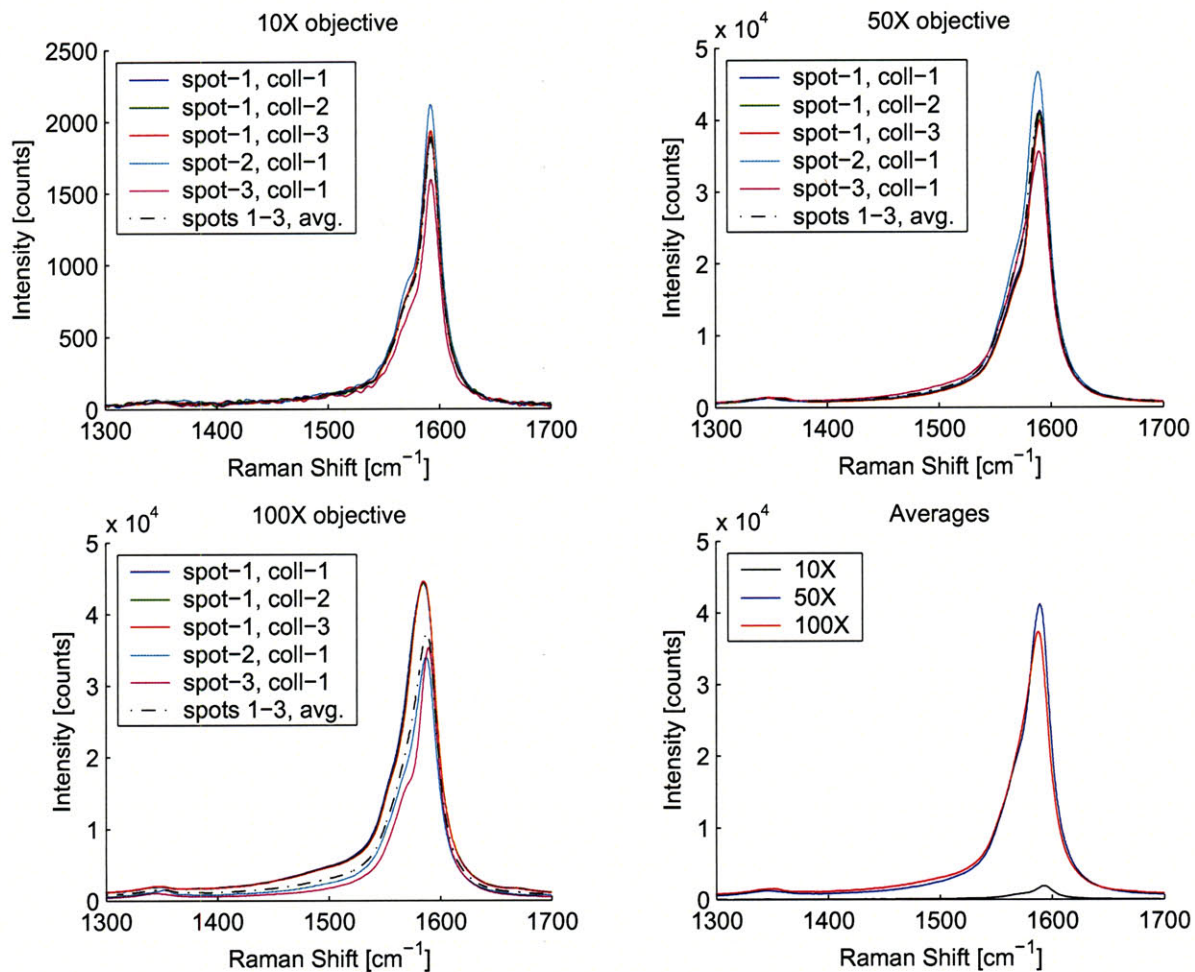 10X objective
2500
2000
1500
1000
500
0
Intensity [counts]
spot-1, coll-1
spot-1, coll-2
spot-1, coll-3
spot-2, coll-1
spot-3, coll-1
spots 1-3, avg.
1300 1400 1500 1600 1700
Raman Shift [cm⁻¹]
50X objective
x 10⁴
5
4
3
2
1
0
Intensity [counts]
spot-1, coll-1
spot-1, coll-2
spot-1, coll-3
spot-2, coll-1
spot-3, coll-1
spots 1-3, avg.
1300 1400 1500 1600 1700
Raman Shift [cm⁻¹]
100X objective
x 10⁴
5
4
3
2
1
0
Intensity [counts]
spot-1, coll-1
spot-1, coll-2
spot-1, coll-3
spot-2, coll-1
spot-3, coll-1
spots 1-3, avg.
1300 1400 1500 1600 1700
Raman Shift [cm⁻¹]
Averages
x 10⁴
5
4
3
2
1
0
Intensity [counts]
10X
50X
100X
1300 1400 1500 1600 1700
Raman Shift [cm⁻¹]